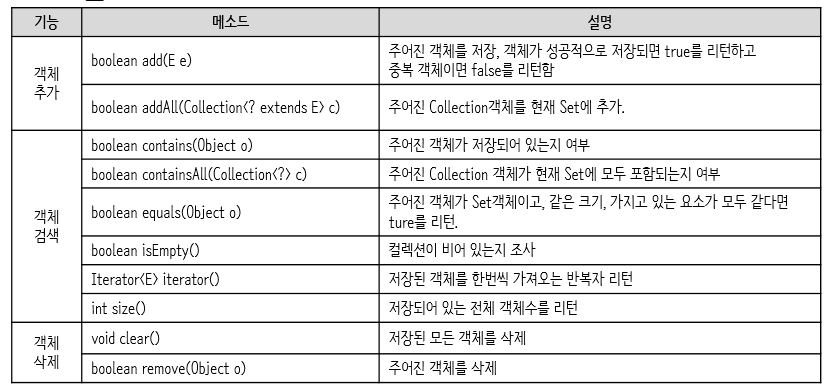 기능 메소드 설명
객체
추가
boolean add(E e)
주어진 객체를 저장, 객체가 성공적으로 저장되면 true를 리턴하고
중복 객체이면 false를 리턴함
boolean addAll(Collection<? extends E> c)
주어진 Collection객체를 현재 Set에 추가.
객체
검색
boolean contains(Object o)
주어진 객체가 저장되어 있는지 여부
boolean containsAll(Collection<?> c)
주어진 Collection 객체가 현재 Set에 모두 포함되는지 여부
boolean equals(Object o)
주어진 객체가 Set객체이고, 같은 크기, 가지고 있는 요소가 모두 같다면
ture를 리턴.
boolean isEmpty()
컬렉션이 비어 있는지 조사
Iterator<E> iterator()
저장된 객체를 한번씩 가져오는 반복자 리턴
int size()
저장되어 있는 전체 객체수를 리턴
객체
삭제
void clear()
저장된 모든 객체를 삭제
boolean remove(Object o)
주어진 객체를 삭제